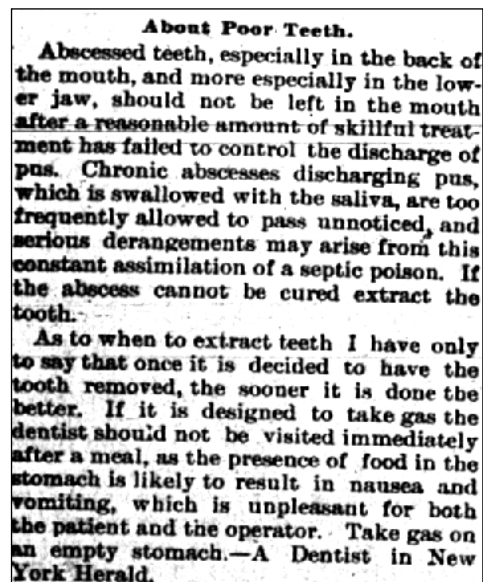 About Poor Teeth.
Abscessed teeth, especially in the back of
the mouth, and more especially in the low-
er jaw, should not be left in the mouth
after a reasonable amount of skillful treat-
ment has failed to control the discharge of
pus. Chronic abscesses discharging pus,
which is swallowed with the saliva, are too
frequently allowed to pass unnoticed, and
serious derangements may arise from this
constant assimilation of a septic poison. If
the abscess cannot be cured extract the
tooth.
As to when to extract teeth I have only
to say that once it is decided to have the
tooth removed, the sooner it is done the
better. If it is designed to take gas the
dentist should not be visited immediately
after a meal, as the presence of food in the
stomach is likely to result in nausea and
vomiting, which is unpleasant for both
the patient and the operator. Take gas on
an empty stomach.—A Dentist in New
York Herald.